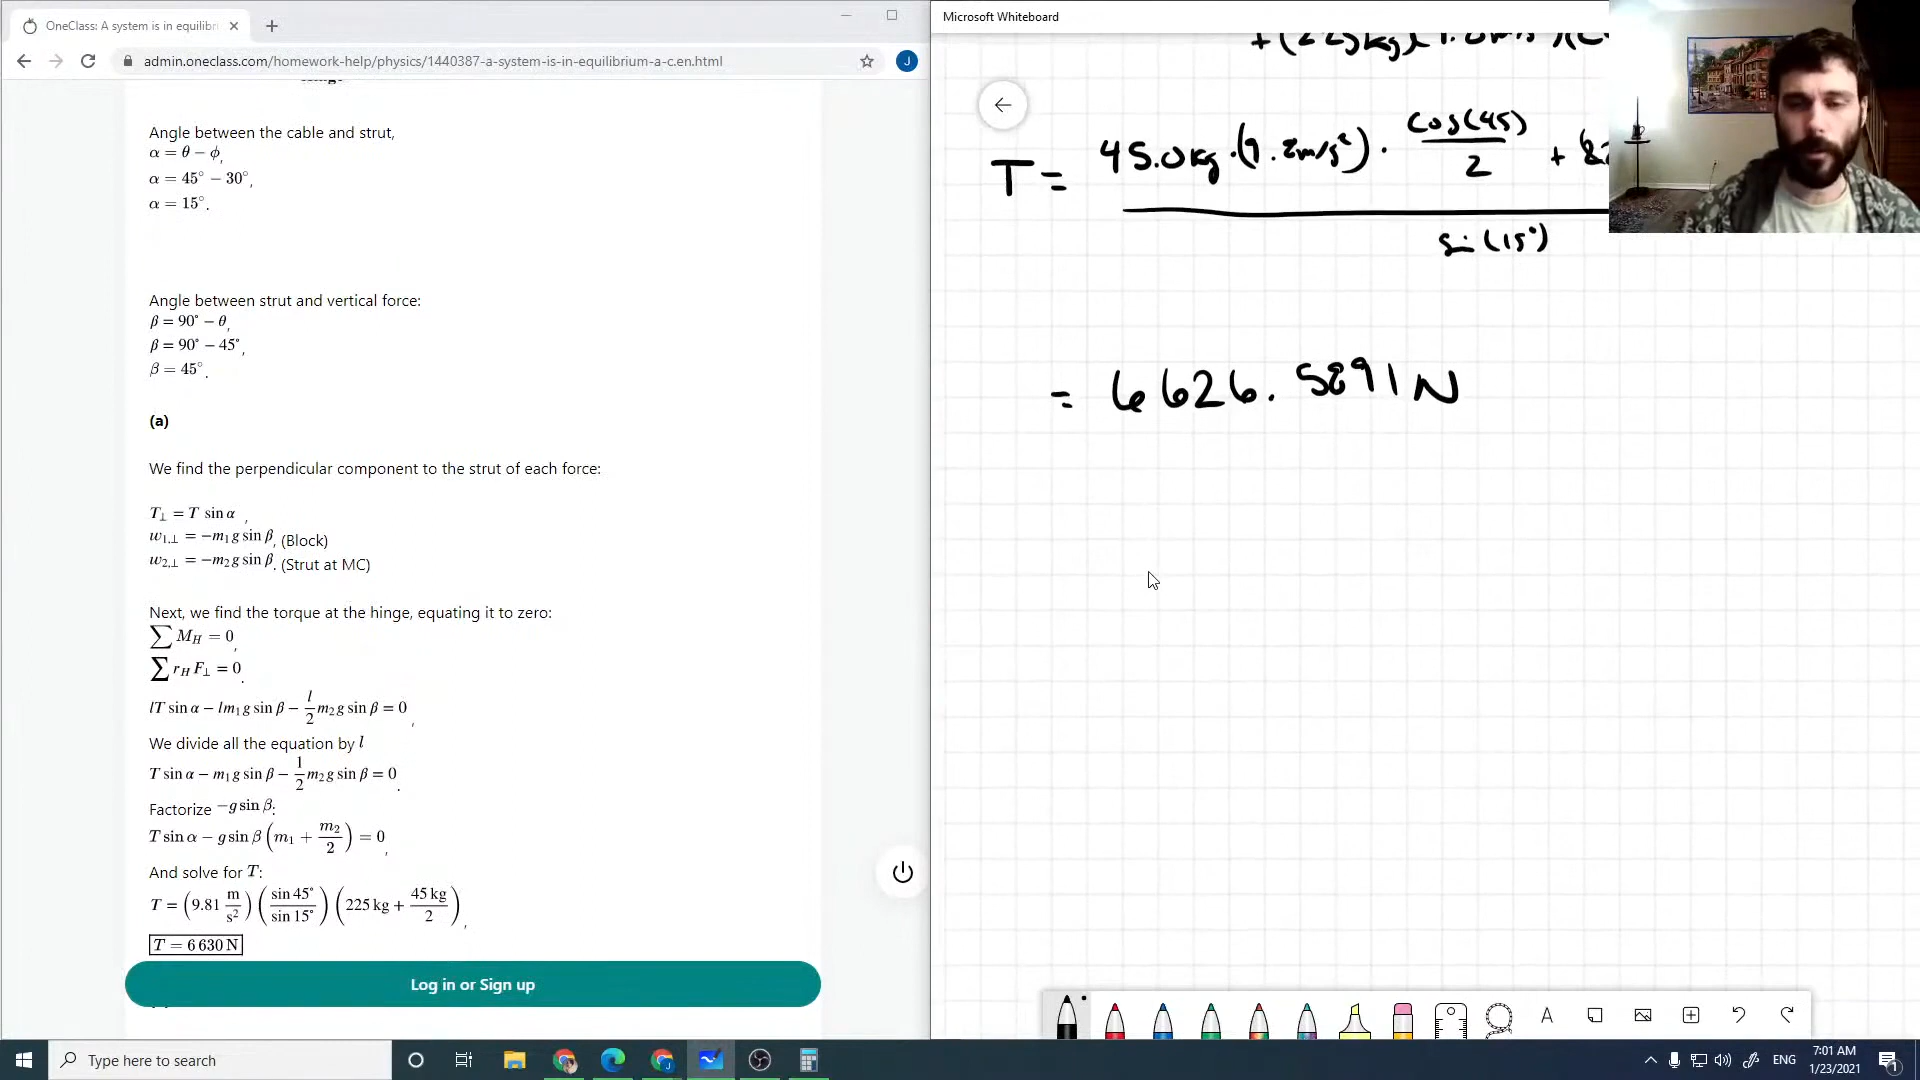 OneClass: A system is in equilibri
admin.oneclass.com/homework-help/physics/1440387-a-system-is-in-equilibrium-a-c.en.html
J
Angle between the cable and strut,
α = θ − ϕ,
α = 45° − 30°,
α = 15°.
Angle between strut and vertical force:
β = 90° − θ,
β = 90° − 45°,
β = 45°.
(a)
We find the perpendicular component to the strut of each force:
T⊥ = T sin α ,
w1,⊥ = −m1g sin β, (Block)
w2,⊥ = −m2g sin β. (Strut at MC)
Next, we find the torque at the hinge, equating it to zero:
∑ MH = 0,
∑ rH F⊥ = 0.
lT sin α − lm1g sin β − l/2 m2g sin β = 0 ,
We divide all the equation by l
T sin α − m1g sin β − 1/2 m2g sin β = 0.
Factorize −g sin β:
T sin α − g sin β (m1 + m2/2) = 0,
And solve for T:
T = (9.81 m/s²) (sin 45°/sin 15°) (225 kg + 45 kg/2),
T = 6 630 N
Log in or Sign up
Microsoft Whiteboard
T = 45.0kg·(9.8m/s²)· cos(45)/2 +
sin(15°)
= 6626.5891 N
A
Type here to search
ENG
7:01 AM
1/23/2021
1